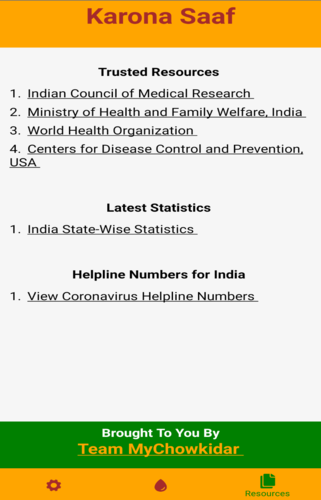 Karona Saaf
Trusted Resources
1. Indian Council of Medical Research
2. Ministry of Health and Family Welfare, India
3. World Health Organization
4. Centers for Disease Control and Prevention,
USA
Latest Statistics
1. India State-Wise Statistics
Helpline Numbers for India
1. View Coronavirus Helpline Numbers
Brought To You By
Team MyChowkidar
Resources